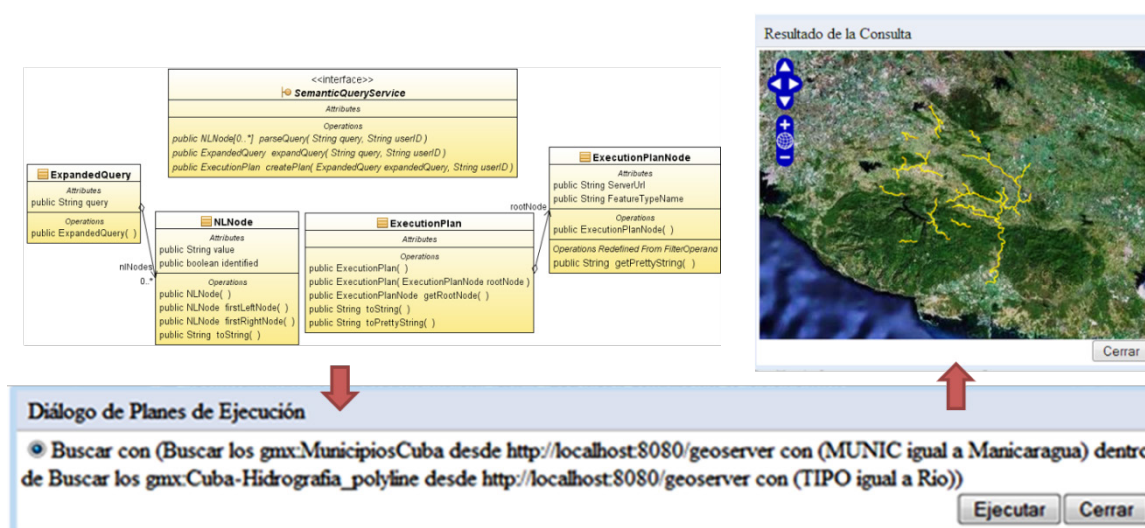 <<interface>>
SemanticQueryService
Attributes
Operations
public NLNode[0..*] parseQuery( String query, String userID )
public ExpandedQuery expandQuery( String query, String userID )
public ExecutionPlan createPlan( ExpandedQuery expandedQuery, String userID )
ExpandedQuery
Attributes
public String query
Operations
public ExpandedQuery( )
nlNodes
0..*
NLNode
Attributes
public String value
public boolean identified
Operations
public NLNode( )
public NLNode firstLeftNode( )
public NLNode firstRightNode( )
public String toString( )
ExecutionPlan
Attributes
Operations
public ExecutionPlan( )
public ExecutionPlan( ExecutionPlanNode rootNode )
public ExecutionPlanNode getRootNode( )
public String toString( )
public String toPrettyString( )
rootNode
ExecutionPlanNode
Attributes
public String ServerUrl
public String FeatureTypeName
Operations
public ExecutionPlanNode( )
Operations Redefined From FilterOperand
public String getPrettyString( )
Resultado de la Consulta
Cerrar
Diálogo de Planes de Ejecución
Buscar con (Buscar los gmx:MunicipiosCuba desde http://localhost:8080/geoserver con (MUNIC igual a Manicaragua) dentro
de Buscar los gmx:Cuba-Hidrografia_polyline desde http://localhost:8080/geoserver con (TIPO igual a Rio))
Ejecutar Cerrar